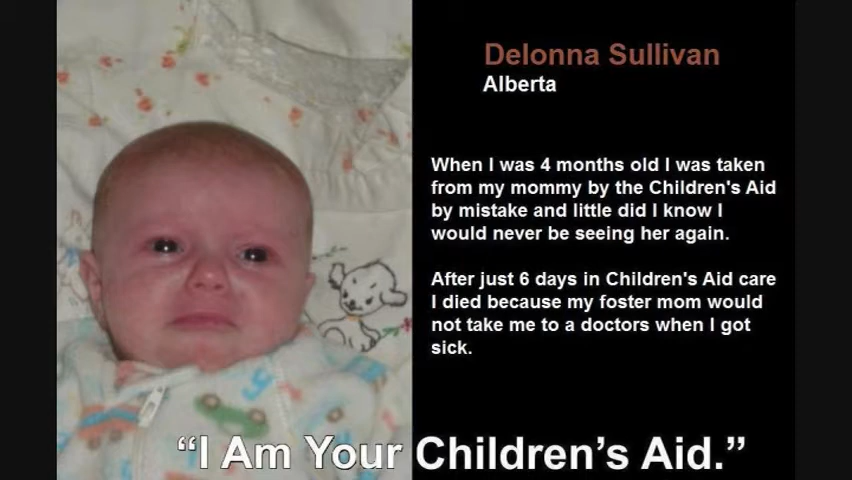 Delonna Sullivan
Alberta
When I was 4 months old I was taken
from my mommy by the Children's Aid
by mistake and little did I know I
would never be seeing her again.
After just 6 days in Children's Aid care
I died because my foster mom would
not take me to a doctors when I got
sick.
“I Am Your Children’s Aid.”